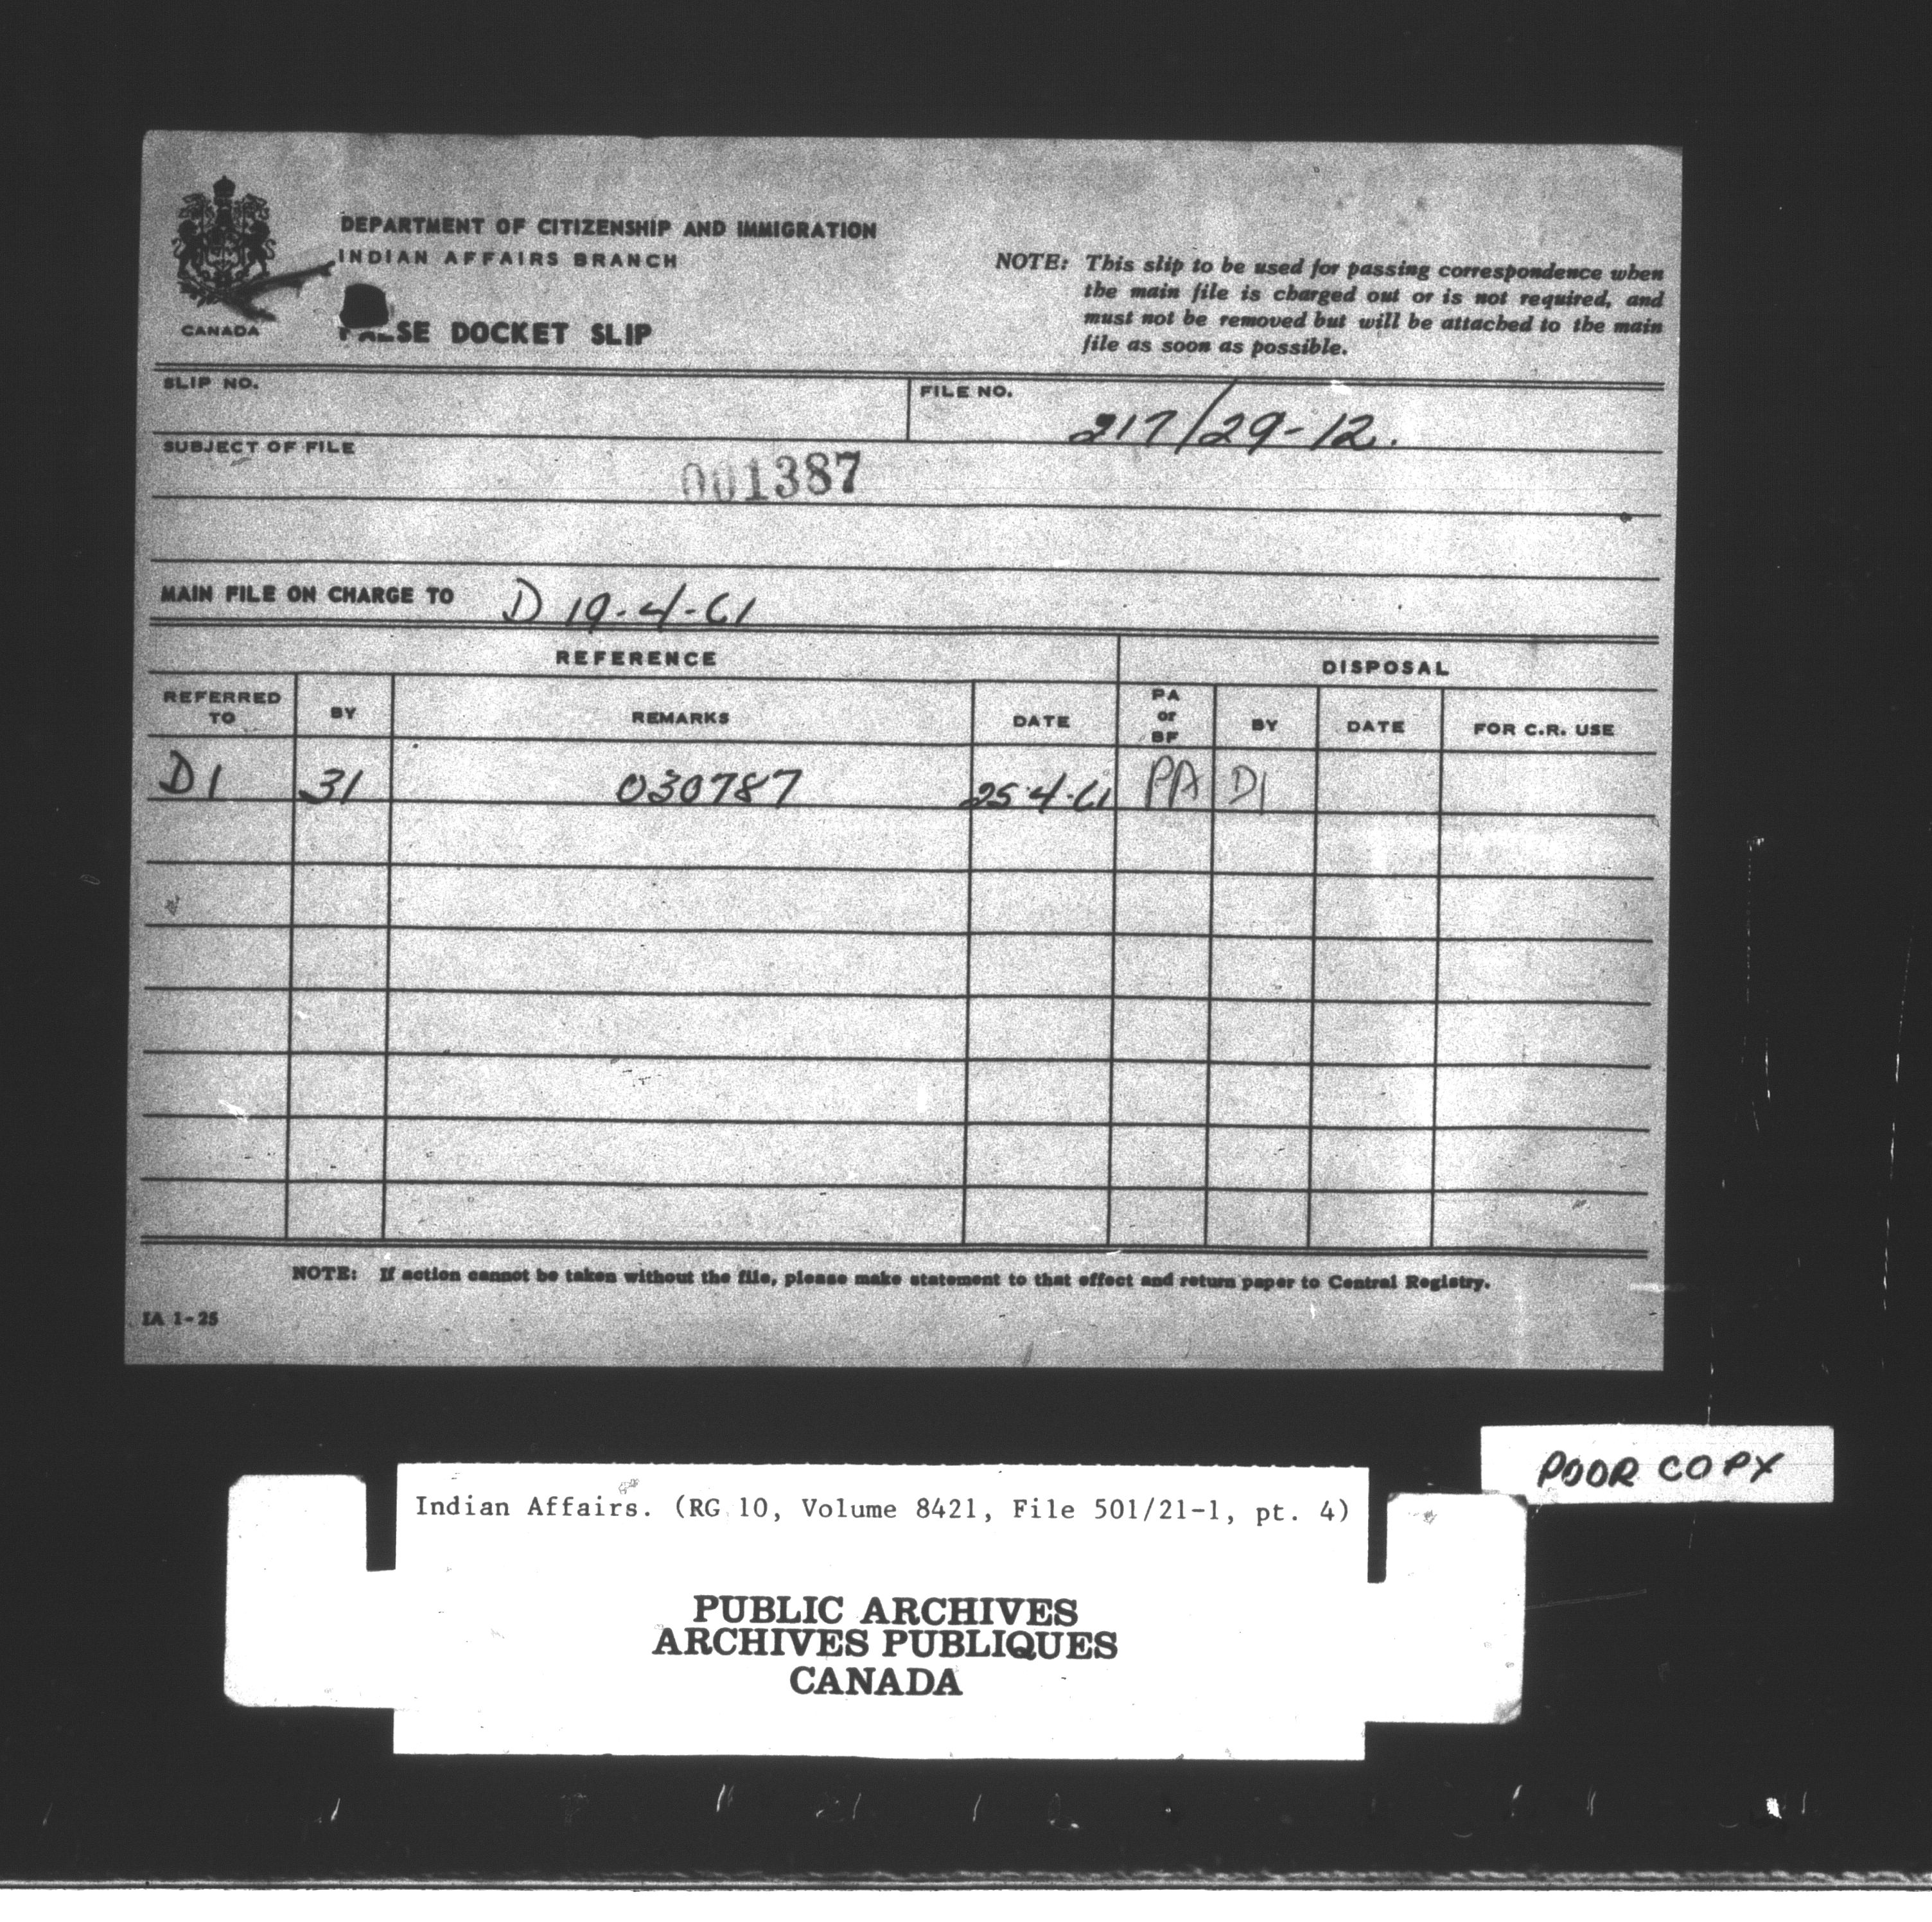 DEPARTMENT OF CITIZENSHIP AND IMMIGRATION
INDIAN AFFAIRS BRANCH
CANADA
FALSE DOCKET SLIP
NOTE: This slip to be used for passing correspondence when
the main file is charged out or is not required, and
must not be removed but will be attached to the main
file as soon as possible.
SLIP NO.
FILE NO. 217/29-12.
SUBJECT OF FILE
001387
MAIN FILE ON CHARGE TO D 19-4-61
REFERENCE DISPOSAL
REFERRED TO BY REMARKS DATE PA or BF BY DATE FOR C.R. USE
D1 31 030787 25-4-61 PA D1
NOTE: If action cannot be taken without the file, please make statement to that effect and return paper to Central Registry.
IA 1-25
POOR COPY
Indian Affairs. (RG 10, Volume 8421, File 501/21-1, pt. 4)
PUBLIC ARCHIVES
ARCHIVES PUBLIQUES
CANADA